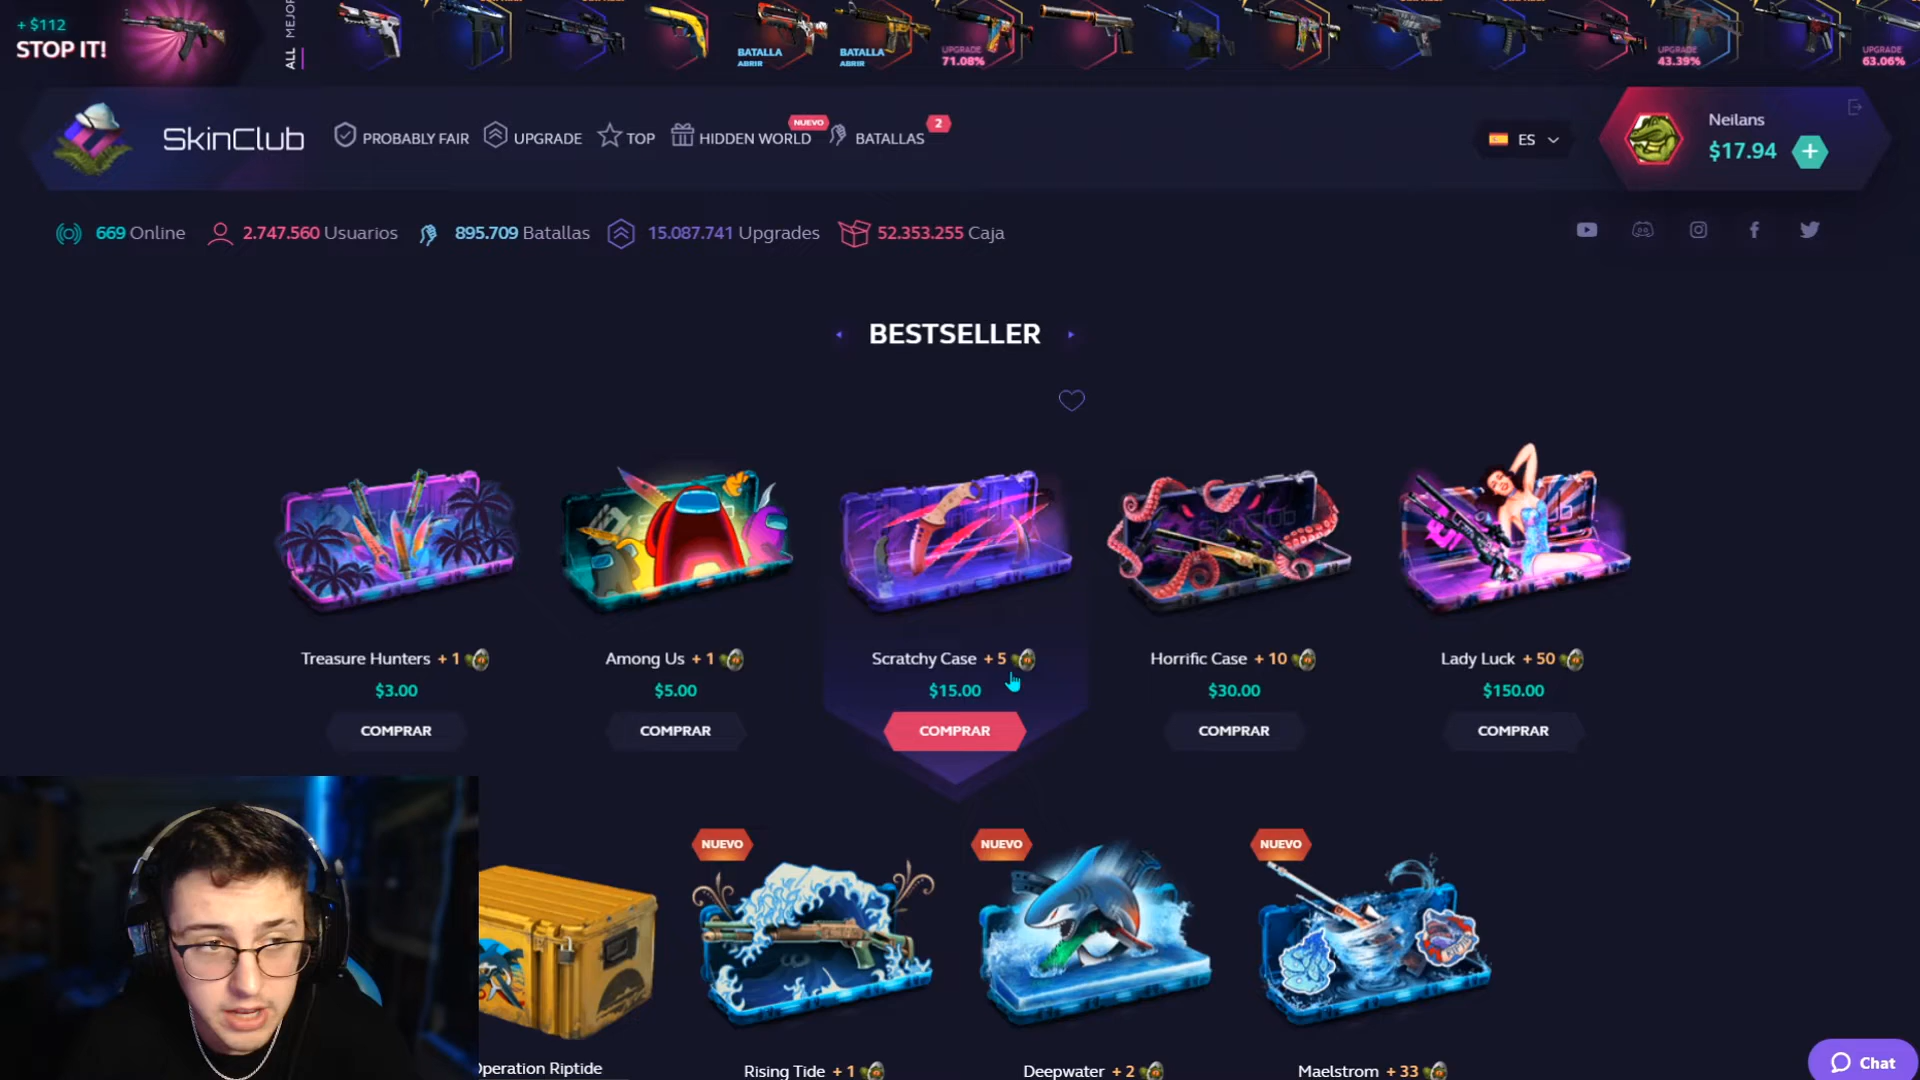 + $112
STOP IT!
ALL
MEJOR
BATALLA
ABRIR
BATALLA
ABRIR
UPGRADE
71.08%
UPGRADE
43.39%
UPGRADE
63.06%
SkinClub
PROBABLY FAIR
UPGRADE
TOP
HIDDEN WORLD
NUEVO
BATALLAS
2
ES
Neilans
$17.94
+
669 Online
2.747.560 Usuarios
895.709 Batallas
15.087.741 Upgrades
52.353.255 Caja
BESTSELLER
Treasure Hunters + 1
$3.00
COMPRAR
Among Us + 1
$5.00
COMPRAR
Scratchy Case + 5
$15.00
COMPRAR
Horrific Case + 10
$30.00
COMPRAR
Lady Luck + 50
$150.00
COMPRAR
NUEVO
NUEVO
NUEVO
Operation Riptide
Rising Tide + 1
Deepwater + 2
Maelstrom + 33
Chat